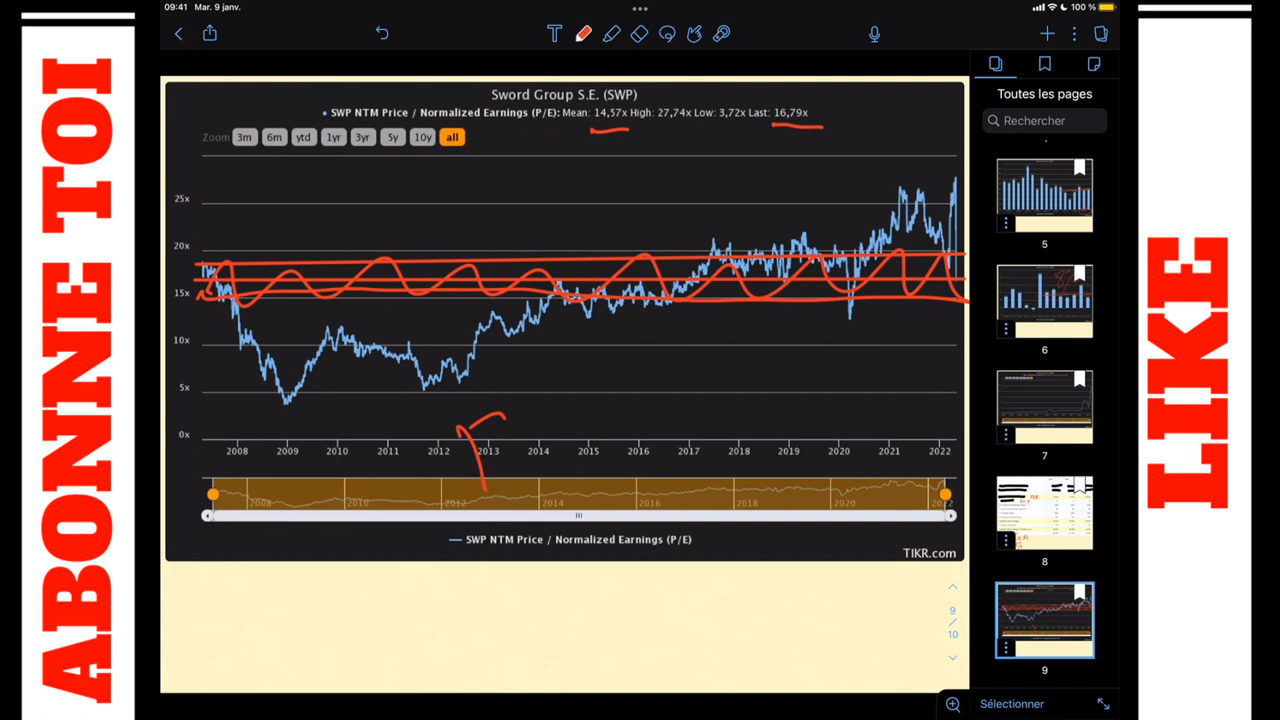 09:41 Mar. 9 janv.
100 %
ABONNE TOI
LIKE
Toutes les pages
Rechercher
Sword Group S.E. (SWP)
SWP NTM Price / Normalized Earnings (P/E): Mean: 14,57x High: 27,74x Low: 3,72x Last: 16,79x
Zoom 3m 6m ytd 1yr 3yr 5y 10y all
25x
20x
15x
10x
5x
0x
2008 2009 2010 2011 2012 2013 2014 2015 2016 2017 2018 2019 2020 2021 2022
2008 2010 2012 2014 2016 2018 2020 2022
SWP NTM Price / Normalized Earnings (P/E)
TIKR.com
9
/
10
5
6
7
8
9
Sélectionner